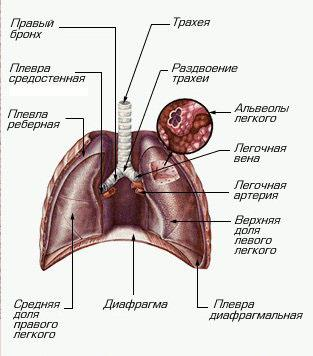 Правый
бронх
Трахея
Плевра
средостенная
Раздвоение
трахеи
Плевла
реберная
Альвеолы
легкого
Легочная
вена
Легочная
артерия
Верхняя
доля
левого
легкого
Средняя
доля
правого
легкого
Диафрагма
Плевра
диафрагмальная